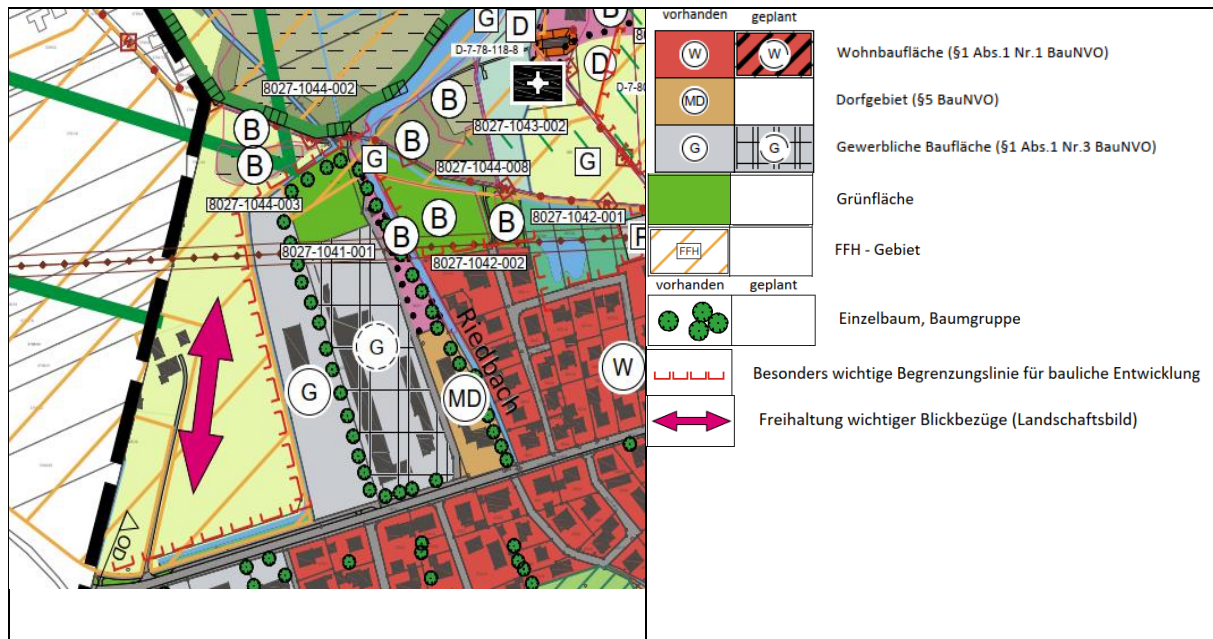 G
D
B
D-7-78-118-8
D
8027-1044-002
B
D-7-80
B
8027-1043-002
B
B
G
G
8027-1044-008
8027-1044-003
B
B
B
8027-1042-001
8027-1041-001
8027-1042-002
Riedbach
G
W
G
MD
OD
vorhanden geplant
W W Wohnbaufläche (§1 Abs.1 Nr.1 BauNVO)
MD Dorfgebiet (§5 BauNVO)
G G Gewerbliche Baufläche (§1 Abs.1 Nr.3 BauNVO)
Grünfläche
FFH FFH - Gebiet
vorhanden geplant
Einzelbaum, Baumgruppe
Besonders wichtige Begrenzungslinie für bauliche Entwicklung
Freihaltung wichtiger Blickbezüge (Landschaftsbild)